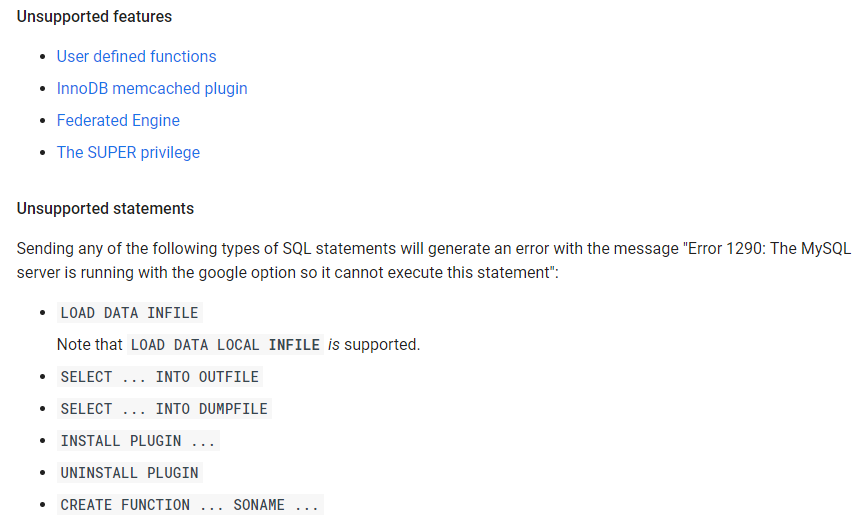 Unsupported features
User defined functions
InnoDB memcached plugin
Federated Engine
The SUPER privilege
Unsupported statements
Sending any of the following types of SQL statements will generate an error with the message "Error 1290: The MySQL
server is running with the google option so it cannot execute this statement":
LOAD DATA INFILE
Note that LOAD DATA LOCAL INFILE is supported.
SELECT ... INTO OUTFILE
SELECT ... INTO DUMPFILE
INSTALL PLUGIN ...
UNINSTALL PLUGIN
CREATE FUNCTION ... SONAME ...